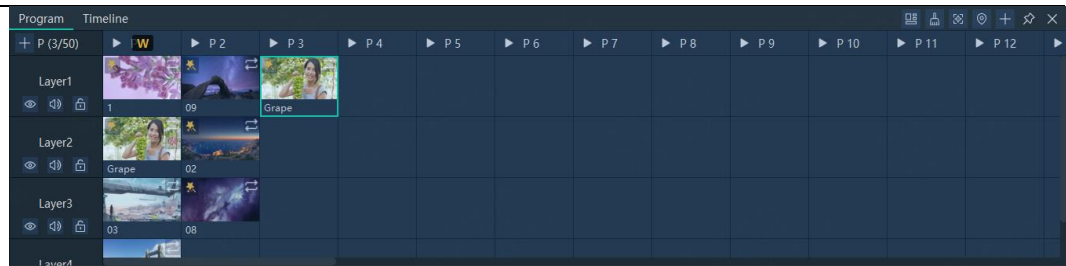 Program Timeline
P (3/50) W P 2 P 3 P 4 P 5 P 6 P 7 P 8 P 9 P 10 P 11 P 12
Layer1
1 09 Grape
Layer2
Grape 02
Layer3
03 08
Layer4